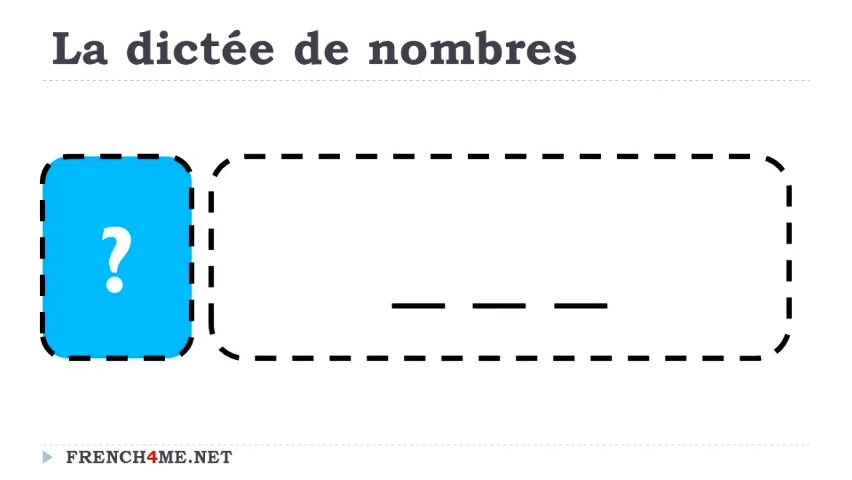 La dictée de nombres
?
_ _ _
FRENCH4ME.NET